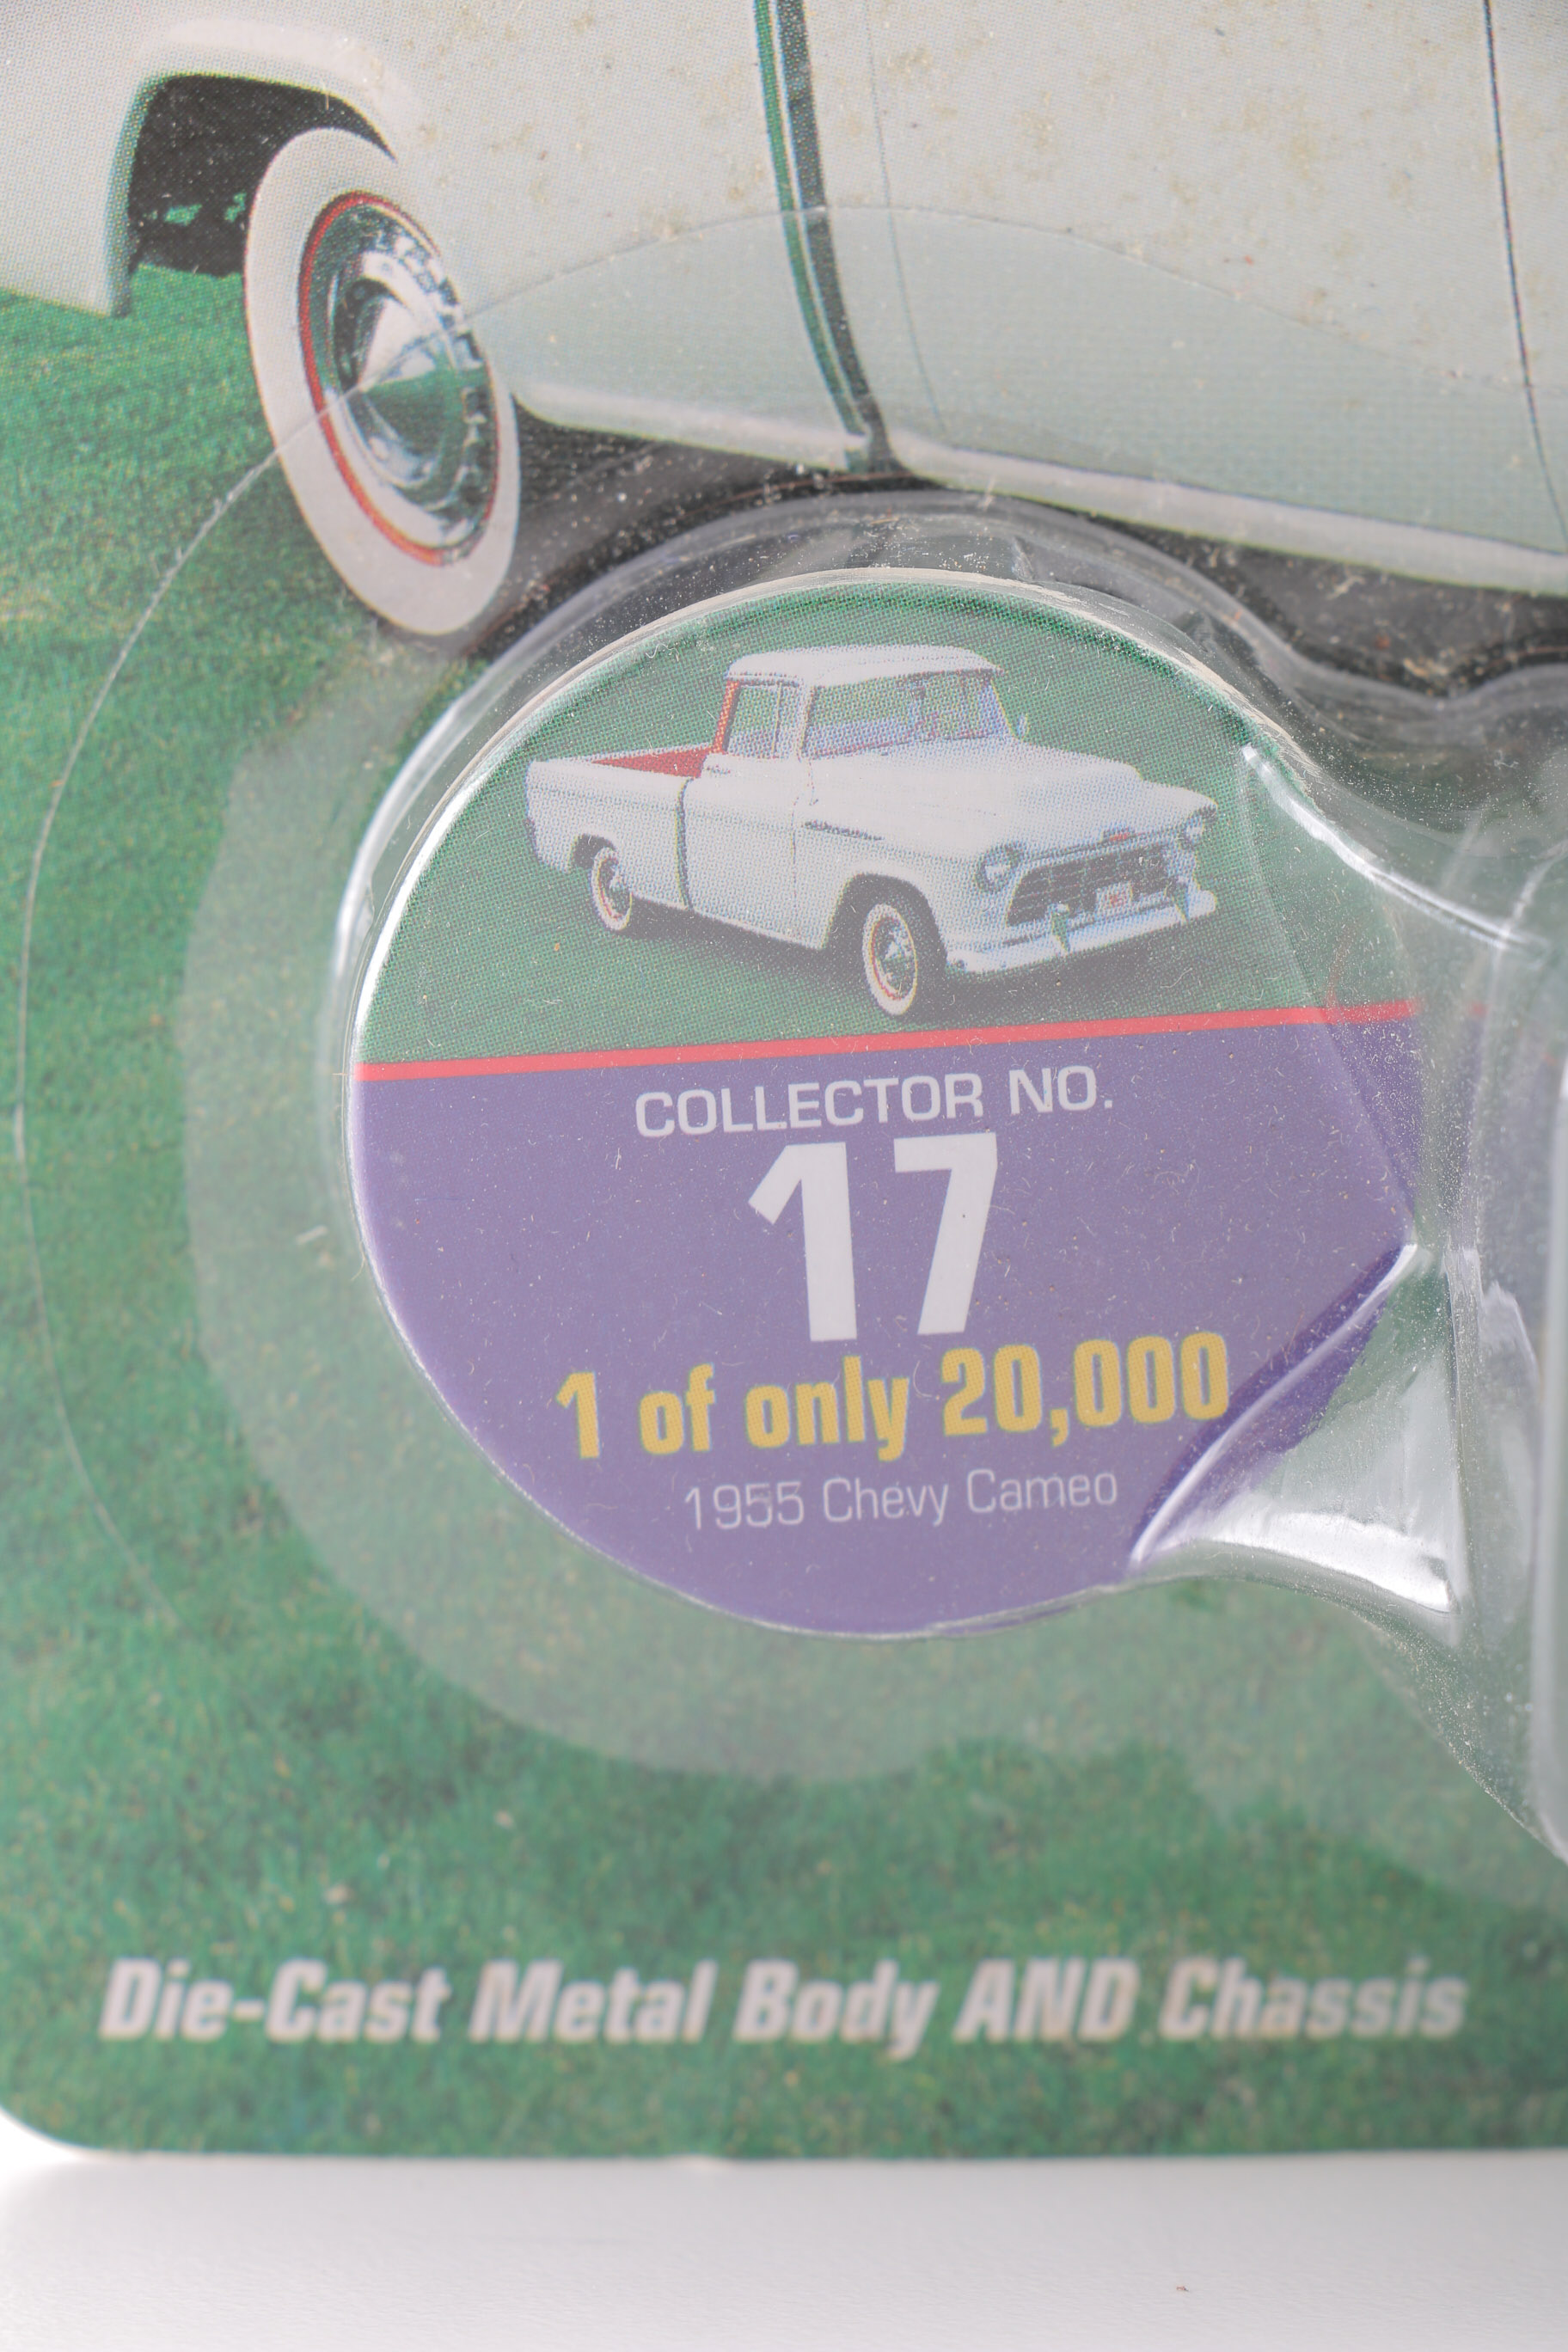 COLLECTOR NO.
17
1 of only 20,000
1955 Chevy Cameo
Die-Cast Metal Body AND Chassis